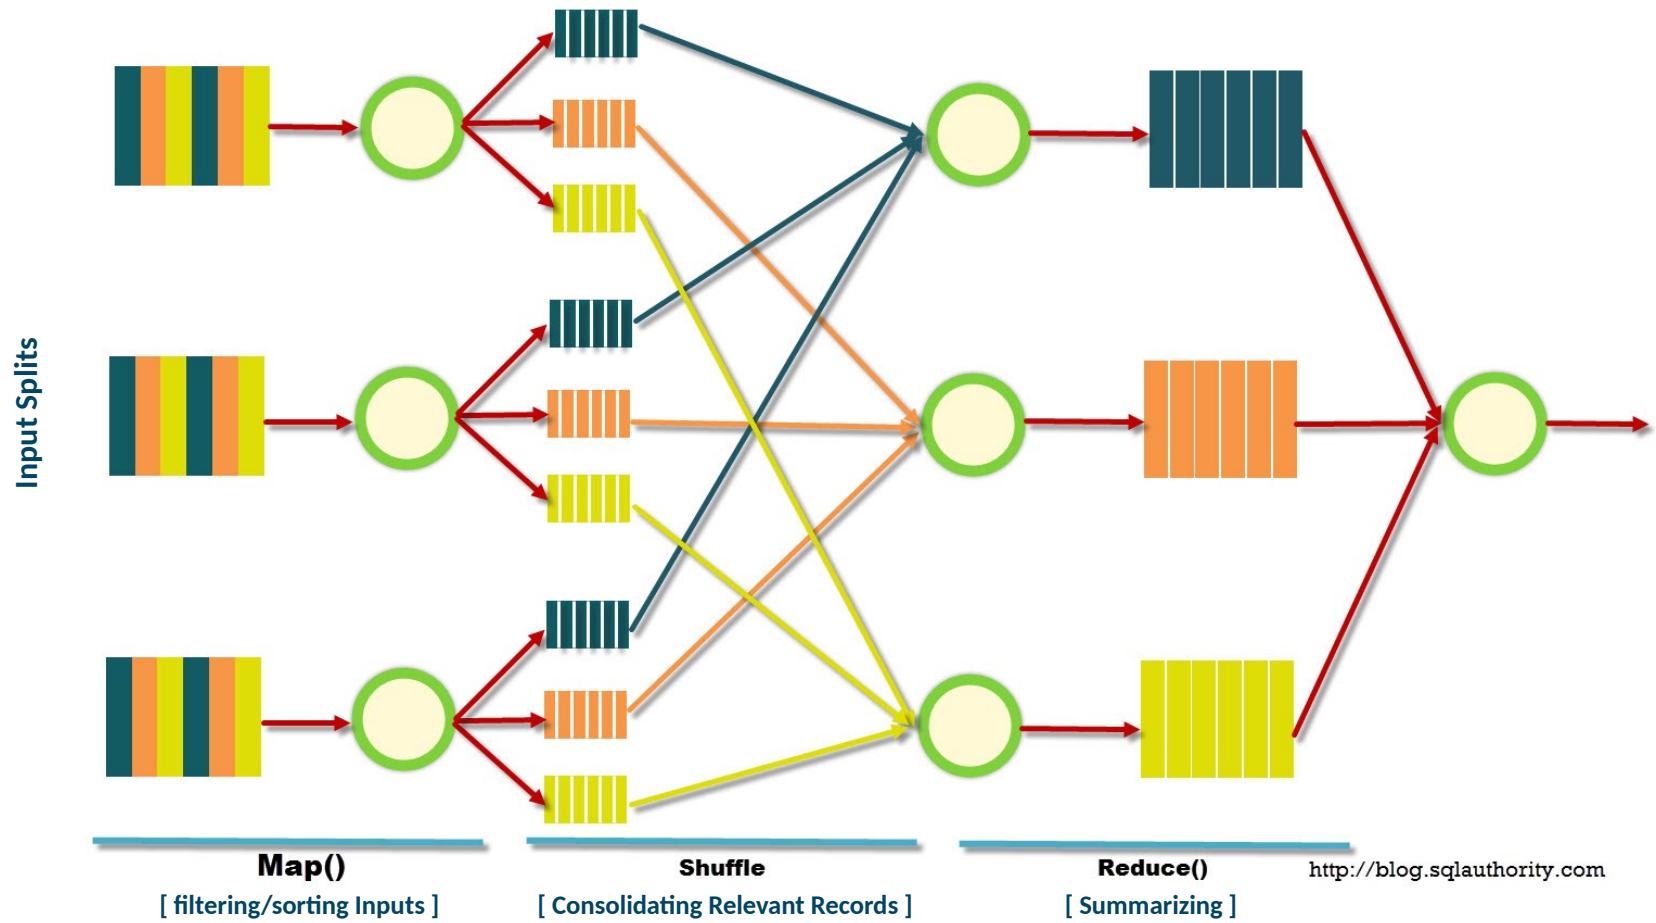 Input Splits
Map()
Shuffle
Reduce()
http://blog.sqlauthority.com
[ filtering/sorting Inputs ]
[ Consolidating Relevant Records ]
[ Summarizing ]